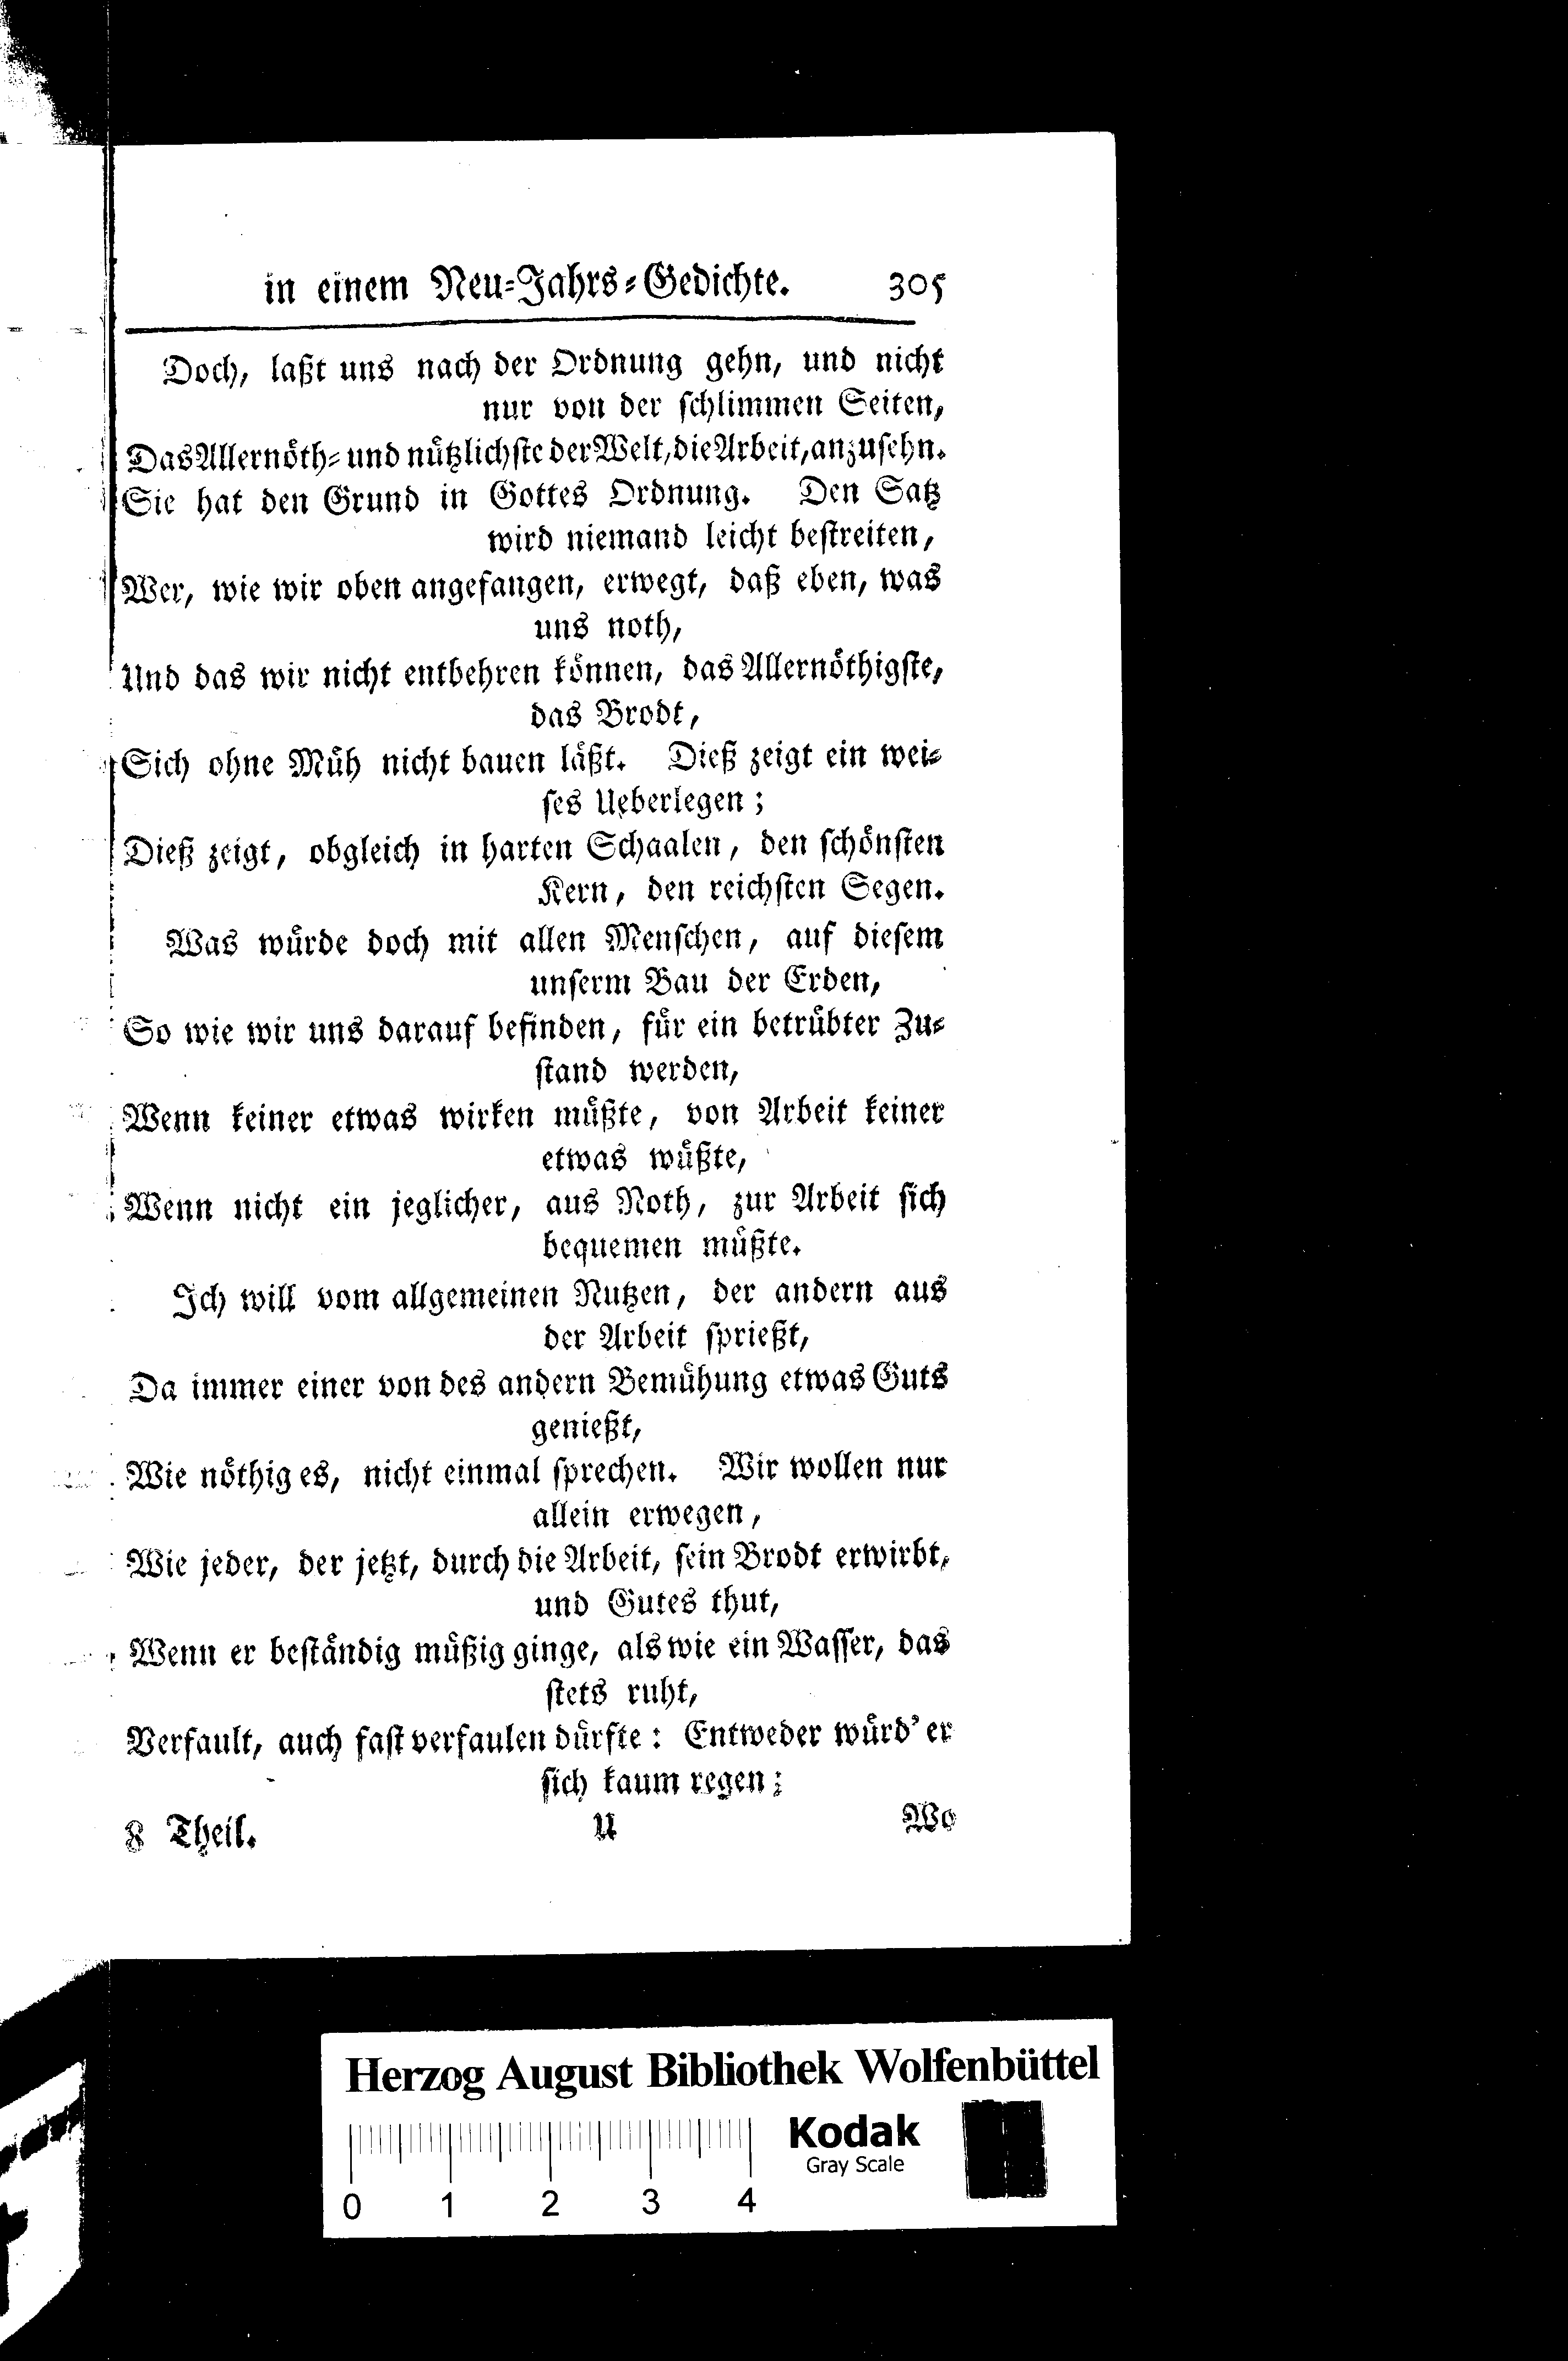 in einem Neu-Jahrs-Gedichte. 305
Doch, laßt uns nach der Ordnung gehn, und nicht
nur von der schlimmen Seiten,
Das Allernöth- und nützlichste der Welt, die Arbeit, anzusehn.
Sie hat den Grund in Gottes Ordnung. Den Satz
wird niemand leicht bestreiten,
Wer, wie wir oben angefangen, erwegt, daß eben, was
uns noth,
Und das wir nicht entbehren können, das Allernöthigste,
das Brodt,
Sich ohne Müh nicht bauen läßt. Dieß zeigt ein wei-
ses Ueberlegen;
Dieß zeigt, obgleich in harten Schaalen, den schönsten
Kern, den reichsten Segen.
Was würde doch mit allen Menschen, auf diesem
unserm Bau der Erden,
So wie wir uns darauf befinden, für ein betrübter Zu-
stand werden,
Wenn keiner etwas wirken müßte, von Arbeit keiner
etwas wüßte,
Wenn nicht ein jeglicher, aus Noth, zur Arbeit sich
bequemen müßte.
Ich will vom allgemeinen Nutzen, der andern aus
der Arbeit sprießt,
Da immer einer von des andern Bemühung etwas Guts
genießt,
Wie nöthig es, nicht einmal sprechen. Wir wollen nur
allein erwegen,
Wie jeder, der jetzt, durch die Arbeit, sein Brodt erwirbt,
und Gutes thut,
Wenn er beständig müßig ginge, als wie ein Wasser, das
stets ruht,
Verfault, auch fast verfaulen dürfte: Entweder würd' er
sich kaum regen;
8 Theil. U Wo
Herzog August Bibliothek Wolfenbüttel
Kodak
Gray Scale
0 1 2 3 4